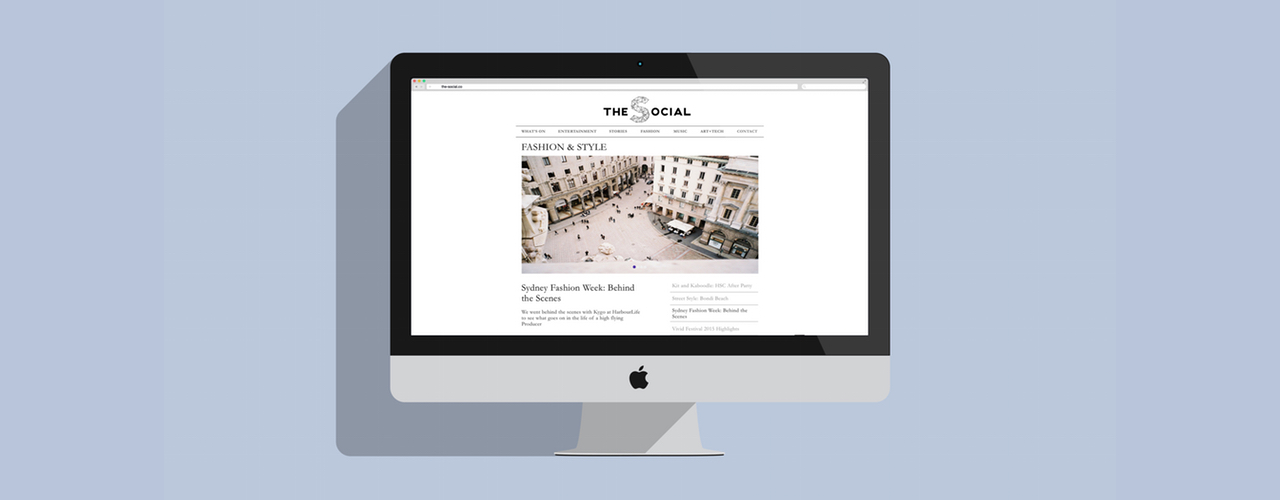 the-social.co
THE SOCIAL
WHAT'S ON ENTERTAINMENT STORIES FASHION MUSIC ART+TECH CONTACT
FASHION & STYLE
Sydney Fashion Week: Behind
the Scenes
We went behind the scenes with Kygo at HarbourLife
to see what goes on in the life of a high flying
Producer
Kit and Kaboodle: HSC After Party
Street Style: Bondi Beach
Sydney Fashion Week: Behind the
Scenes
Vivid Festival 2015 Highlights